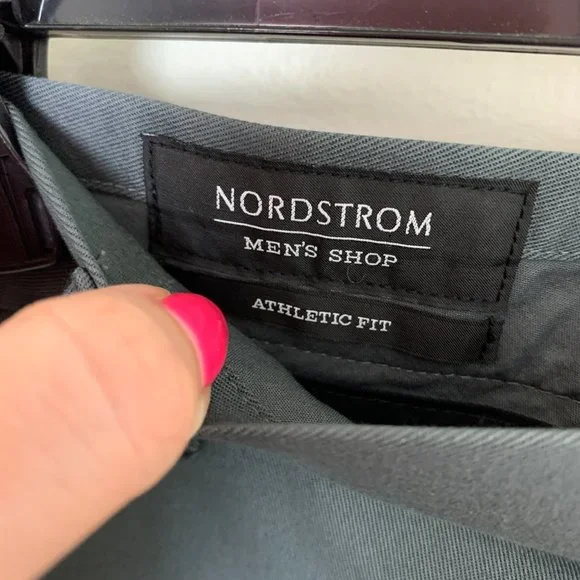 NORDSTROM
MEN'S SHOP
ATHLETIC FIT